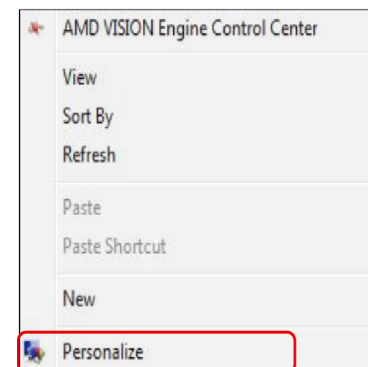 AMD VISION Engine Control Center
View
Sort By
Refresh
Paste
Paste Shortcut
New
Personalize